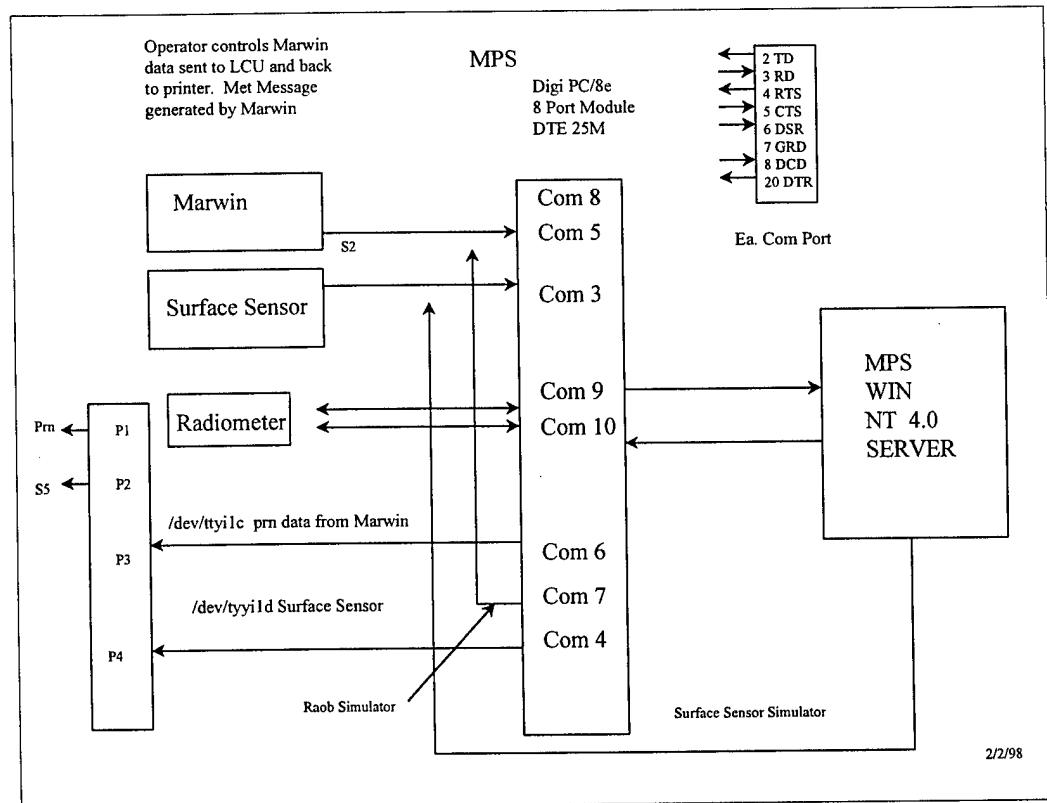 Operator controls Marwin
data sent to LCU and back
to printer. Met Message
generated by Marwin
MPS
Digi PC/8e
8 Port Module
DTE 25M
2 TD
3 RD
4 RTS
5 CTS
6 DSR
7 GRD
8 DCD
20 DTR
Ea. Com Port
Marwin
S2
Surface Sensor
Radiometer
Com 8
Com 5
Com 3
Com 9
Com 10
Com 6
Com 7
Com 4
MPS
WIN
NT 4.0
SERVER
Prn
S5
P1
P2
P3
P4
/dev/ttyi1c prn data from Marwin
/dev/tyyi1d Surface Sensor
Raob Simulator
Surface Sensor Simulator
2/2/98